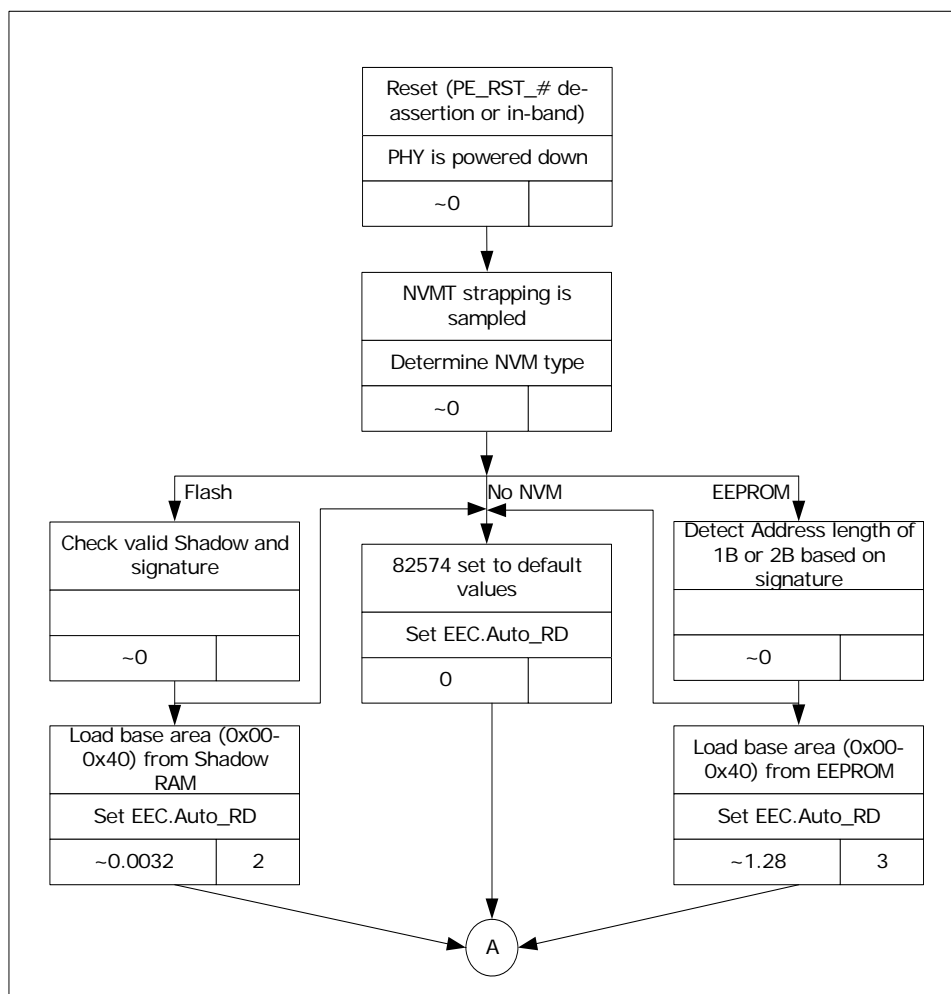 Reset (PE_RST_# de-
assertion or in-band)
PHY is powered down
~0
NVMT strapping is
sampled
Determine NVM type
~0
Flash
No NVM
EEPROM
Check valid Shadow and
signature
~0
82574 set to default
values
Set EEC.Auto_RD
0
Detect Address length of
1B or 2B based on
signature
~0
Load base area (0x00-
0x40) from Shadow
RAM
Set EEC.Auto_RD
~0.0032
2
Load base area (0x00-
0x40) from EEPROM
Set EEC.Auto_RD
~1.28
3
A